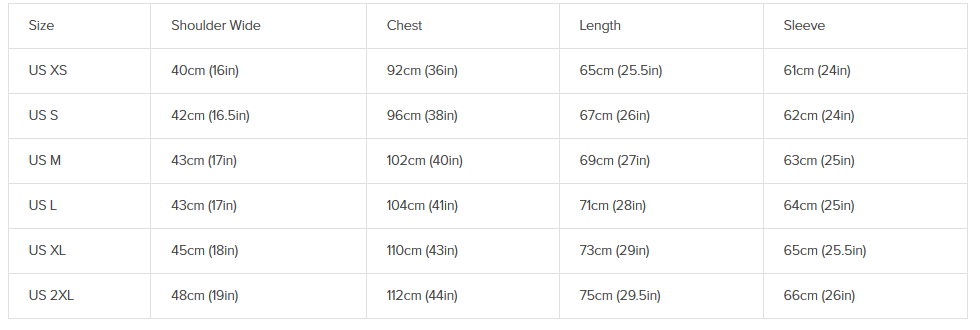 Size Shoulder Wide Chest Length Sleeve
US XS 40cm (16in) 92cm (36in) 65cm (25.5in) 61cm (24in)
US S 42cm (16.5in) 96cm (38in) 67cm (26in) 62cm (24in)
US M 43cm (17in) 102cm (40in) 69cm (27in) 63cm (25in)
US L 43cm (17in) 104cm (41in) 71cm (28in) 64cm (25in)
US XL 45cm (18in) 110cm (43in) 73cm (29in) 65cm (25.5in)
US 2XL 48cm (19in) 112cm (44in) 75cm (29.5in) 66cm (26in)